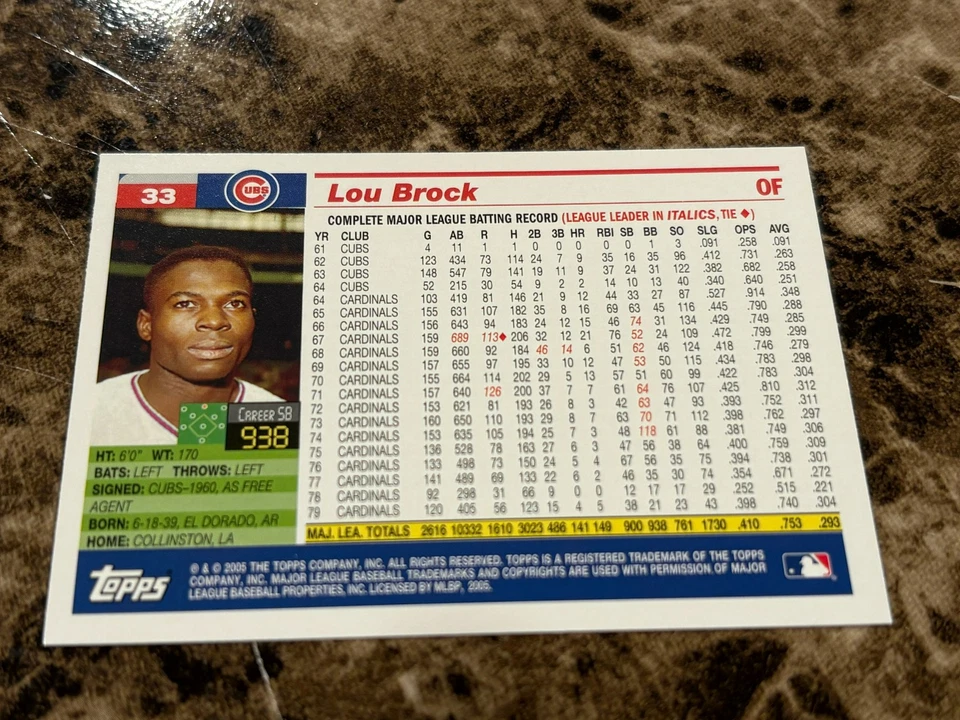 33
CUBS
Lou Brock
OF
COMPLETE MAJOR LEAGUE BATTING RECORD (LEAGUE LEADER IN ITALICS, TIE ♦)
YR CLUB G AB R H 2B 3B HR RBI SB BB SO SLG OPS AVG
61 CUBS 4 11 1 1 0 0 0 0 0 1 3 .091 .258 .091
62 CUBS 123 434 73 114 24 7 9 35 16 35 96 .412 .731 .263
63 CUBS 148 547 79 141 19 11 9 37 24 31 122 .382 .682 .258
64 CUBS 52 215 30 54 9 2 2 14 10 13 40 .340 .640 .251
64 CARDINALS 103 419 81 146 21 9 12 44 33 27 87 .527 .914 .348
65 CARDINALS 155 631 107 182 35 8 16 69 63 45 116 .445 .790 .288
66 CARDINALS 156 643 94 183 24 12 15 46 74 31 134 .429 .749 .285
67 CARDINALS 159 689 113♦ 206 32 12 21 76 52 24 109 .472 .799 .299
68 CARDINALS 159 660 92 184 46 14 6 51 62 46 124 .418 .746 .279
69 CARDINALS 157 655 97 195 33 10 12 47 53 50 115 .434 .783 .298
70 CARDINALS 155 664 114 202 29 5 13 57 51 60 99 .422 .783 .304
71 CARDINALS 157 640 126 200 37 7 7 61 64 76 107 .425 .810 .312
72 CARDINALS 153 621 81 193 26 8 3 42 63 47 93 .393 .752 .311
73 CARDINALS 160 650 110 193 29 8 7 63 70 71 112 .398 .762 .297
74 CARDINALS 153 635 105 194 25 7 3 48 118 61 88 .381 .749 .306
75 CARDINALS 136 528 78 163 27 6 3 47 56 38 64 .400 .759 .309
76 CARDINALS 133 498 73 150 24 5 4 67 56 35 75 .394 .738 .301
77 CARDINALS 141 489 69 133 22 6 2 46 35 30 74 .354 .671 .272
78 CARDINALS 92 298 31 66 9 0 0 12 17 17 29 .252 .515 .221
79 CARDINALS 120 405 56 123 15 4 5 38 21 23 43 .398 .740 .304
MAJ. LEA. TOTALS 2616 10332 1610 3023 486 141 149 900 938 761 1730 .410 .753 .293
CAREER SB
938
HT: 6'0" WT: 170
BATS: LEFT THROWS: LEFT
SIGNED: CUBS-1960, AS FREE
AGENT
BORN: 6-18-39, EL DORADO, AR
HOME: COLLINSTON, LA
TOPPS
® & © 2005 THE TOPPS COMPANY, INC. ALL RIGHTS RESERVED. TOPPS IS A REGISTERED TRADEMARK OF THE TOPPS
COMPANY, INC. MAJOR LEAGUE BASEBALL TRADEMARKS AND COPYRIGHTS ARE USED WITH PERMISSION OF MAJOR
LEAGUE BASEBALL PROPERTIES, INC. LICENSED BY MLBP, 2005.